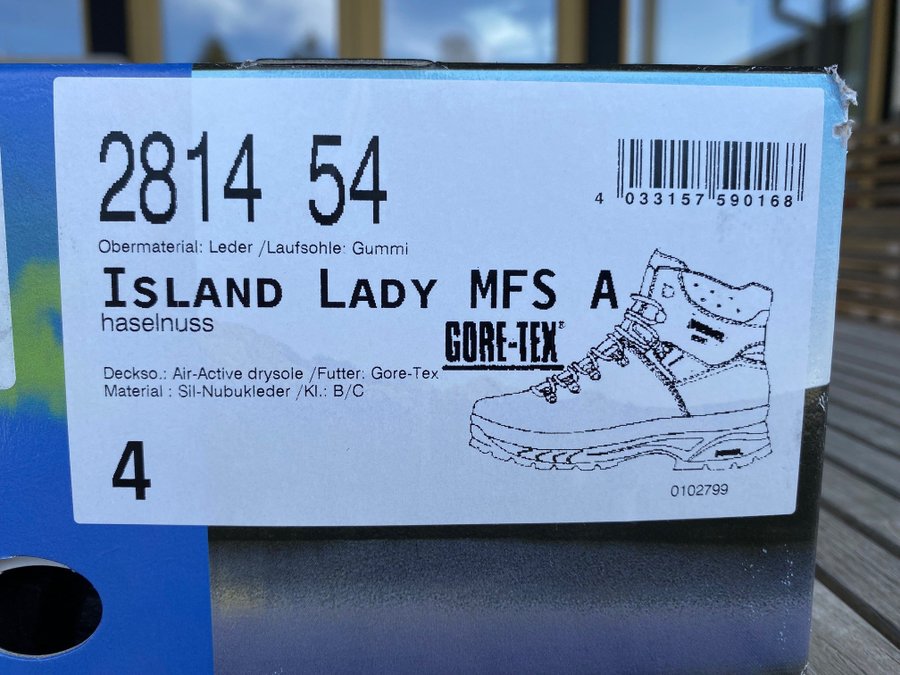 2814 54
4 033157 590168
Obermaterial: Leder /Laufsohle: Gummi
ISLAND LADY MFS A
haselnuss
GORE-TEX®
Deckso.: Air-Active drysole /Futter: Gore-Tex
Material : Sil-Nubukleder /Kl.: B/C
4
0102799